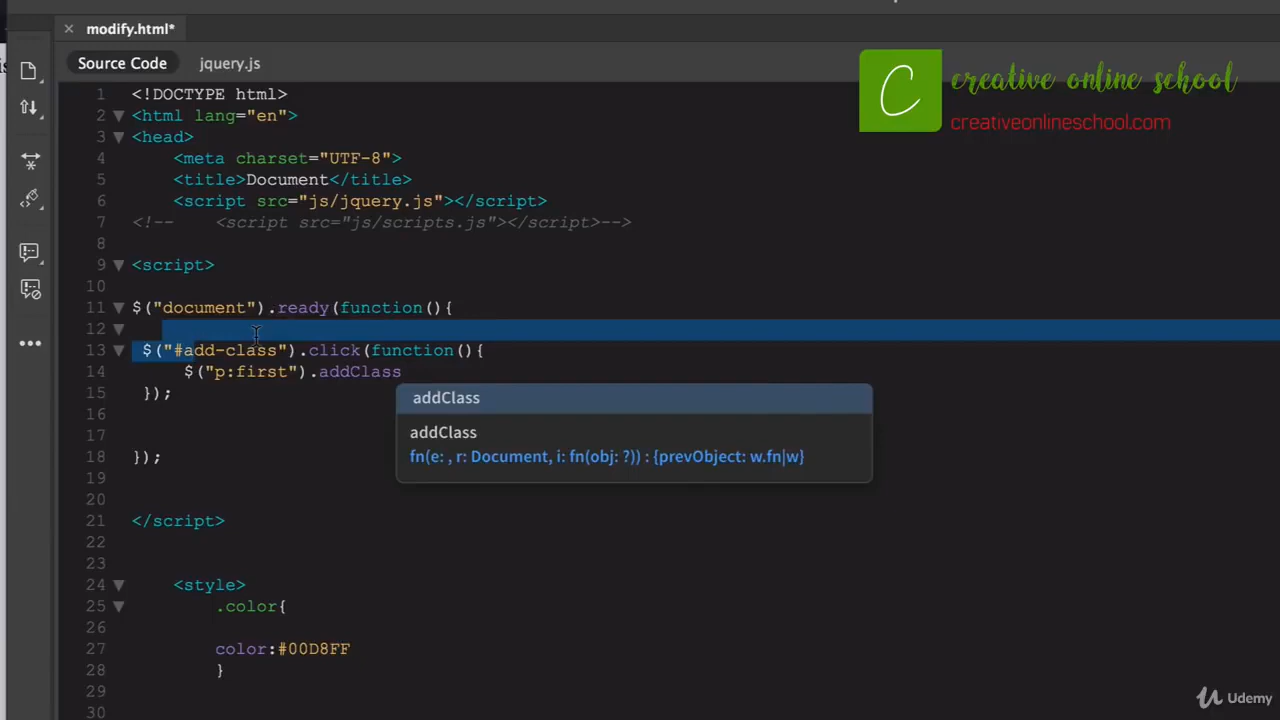 modify.html*
Source Code jquery.js
creative online school
creativeonlineschool.com
1 <!DOCTYPE html>
2 <html lang="en">
3 <head>
4 <meta charset="UTF-8">
5 <title>Document</title>
6 <script src="js/jquery.js"></script>
7 <!-- <script src="js/scripts.js"></script>-->
8
9 <script>
10
11 $("document").ready(function(){
12
13 $("#add-class").click(function(){
14 $("p:first").addClass
15 });
16
17
18 });
19
20
21 </script>
22
23
24 <style>
25 .color{
26
27 color:#00D8FF
28 }
29
30
addClass
addClass
fn(e: , r: Document, i: fn(obj: ?)) : {prevObject: w.fn|w}
Udemy